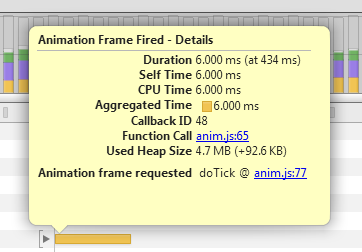 Animation Frame Fired - Details
Duration 6.000 ms (at 434 ms)
Self Time 6.000 ms
CPU Time 6.000 ms
Aggregated Time 6.000 ms
Callback ID 48
Function Call anim.js:65
Used Heap Size 4.7 MB (+92.6 KB)
Animation frame requested doTick @ anim.js:77